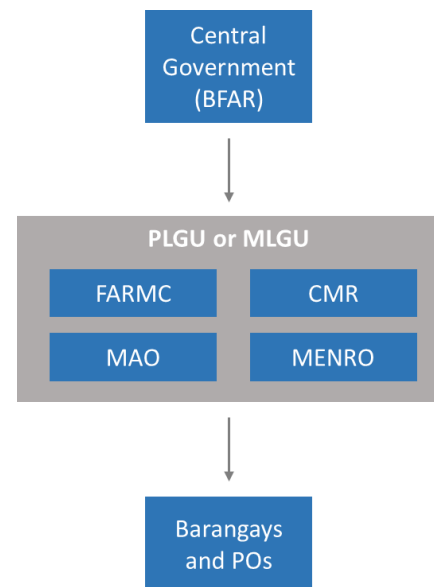 Central
Government
(BFAR)
PLGU or MLGU
FARMC
CMR
MAO
MENRO
Barangays
and POs